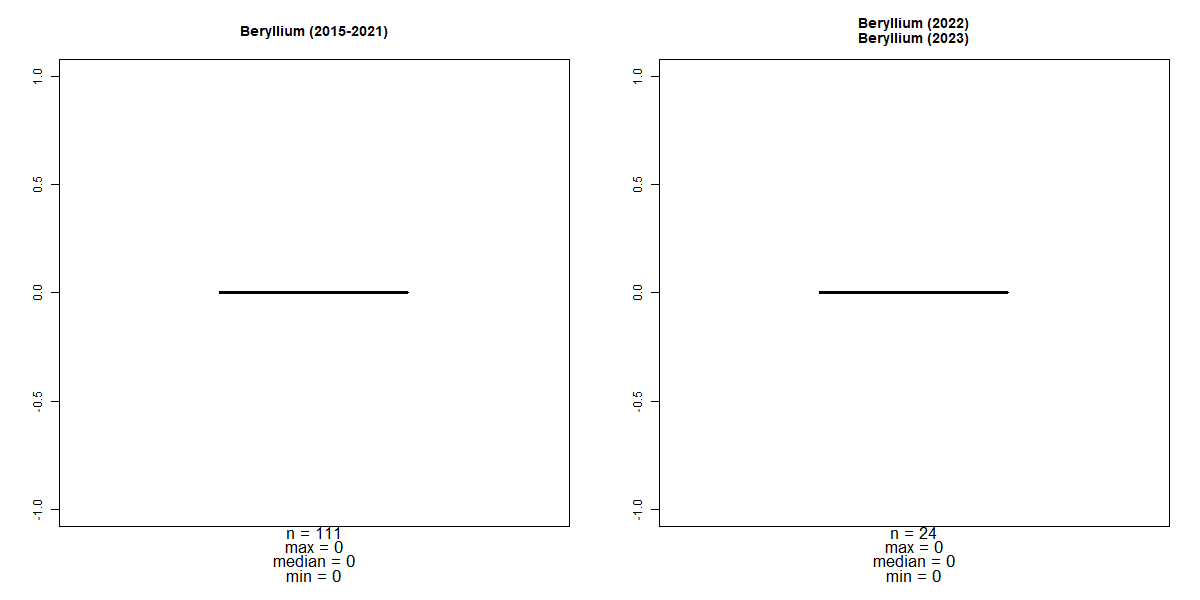 Beryllium (2015-2021)
1.0
0.5
0.0
-0.5
-1.0
n = 111
max = 0
median = 0
min = 0
Beryllium (2022)
Beryllium (2023)
1.0
0.5
0.0
-0.5
-1.0
n = 24
max = 0
median = 0
min = 0